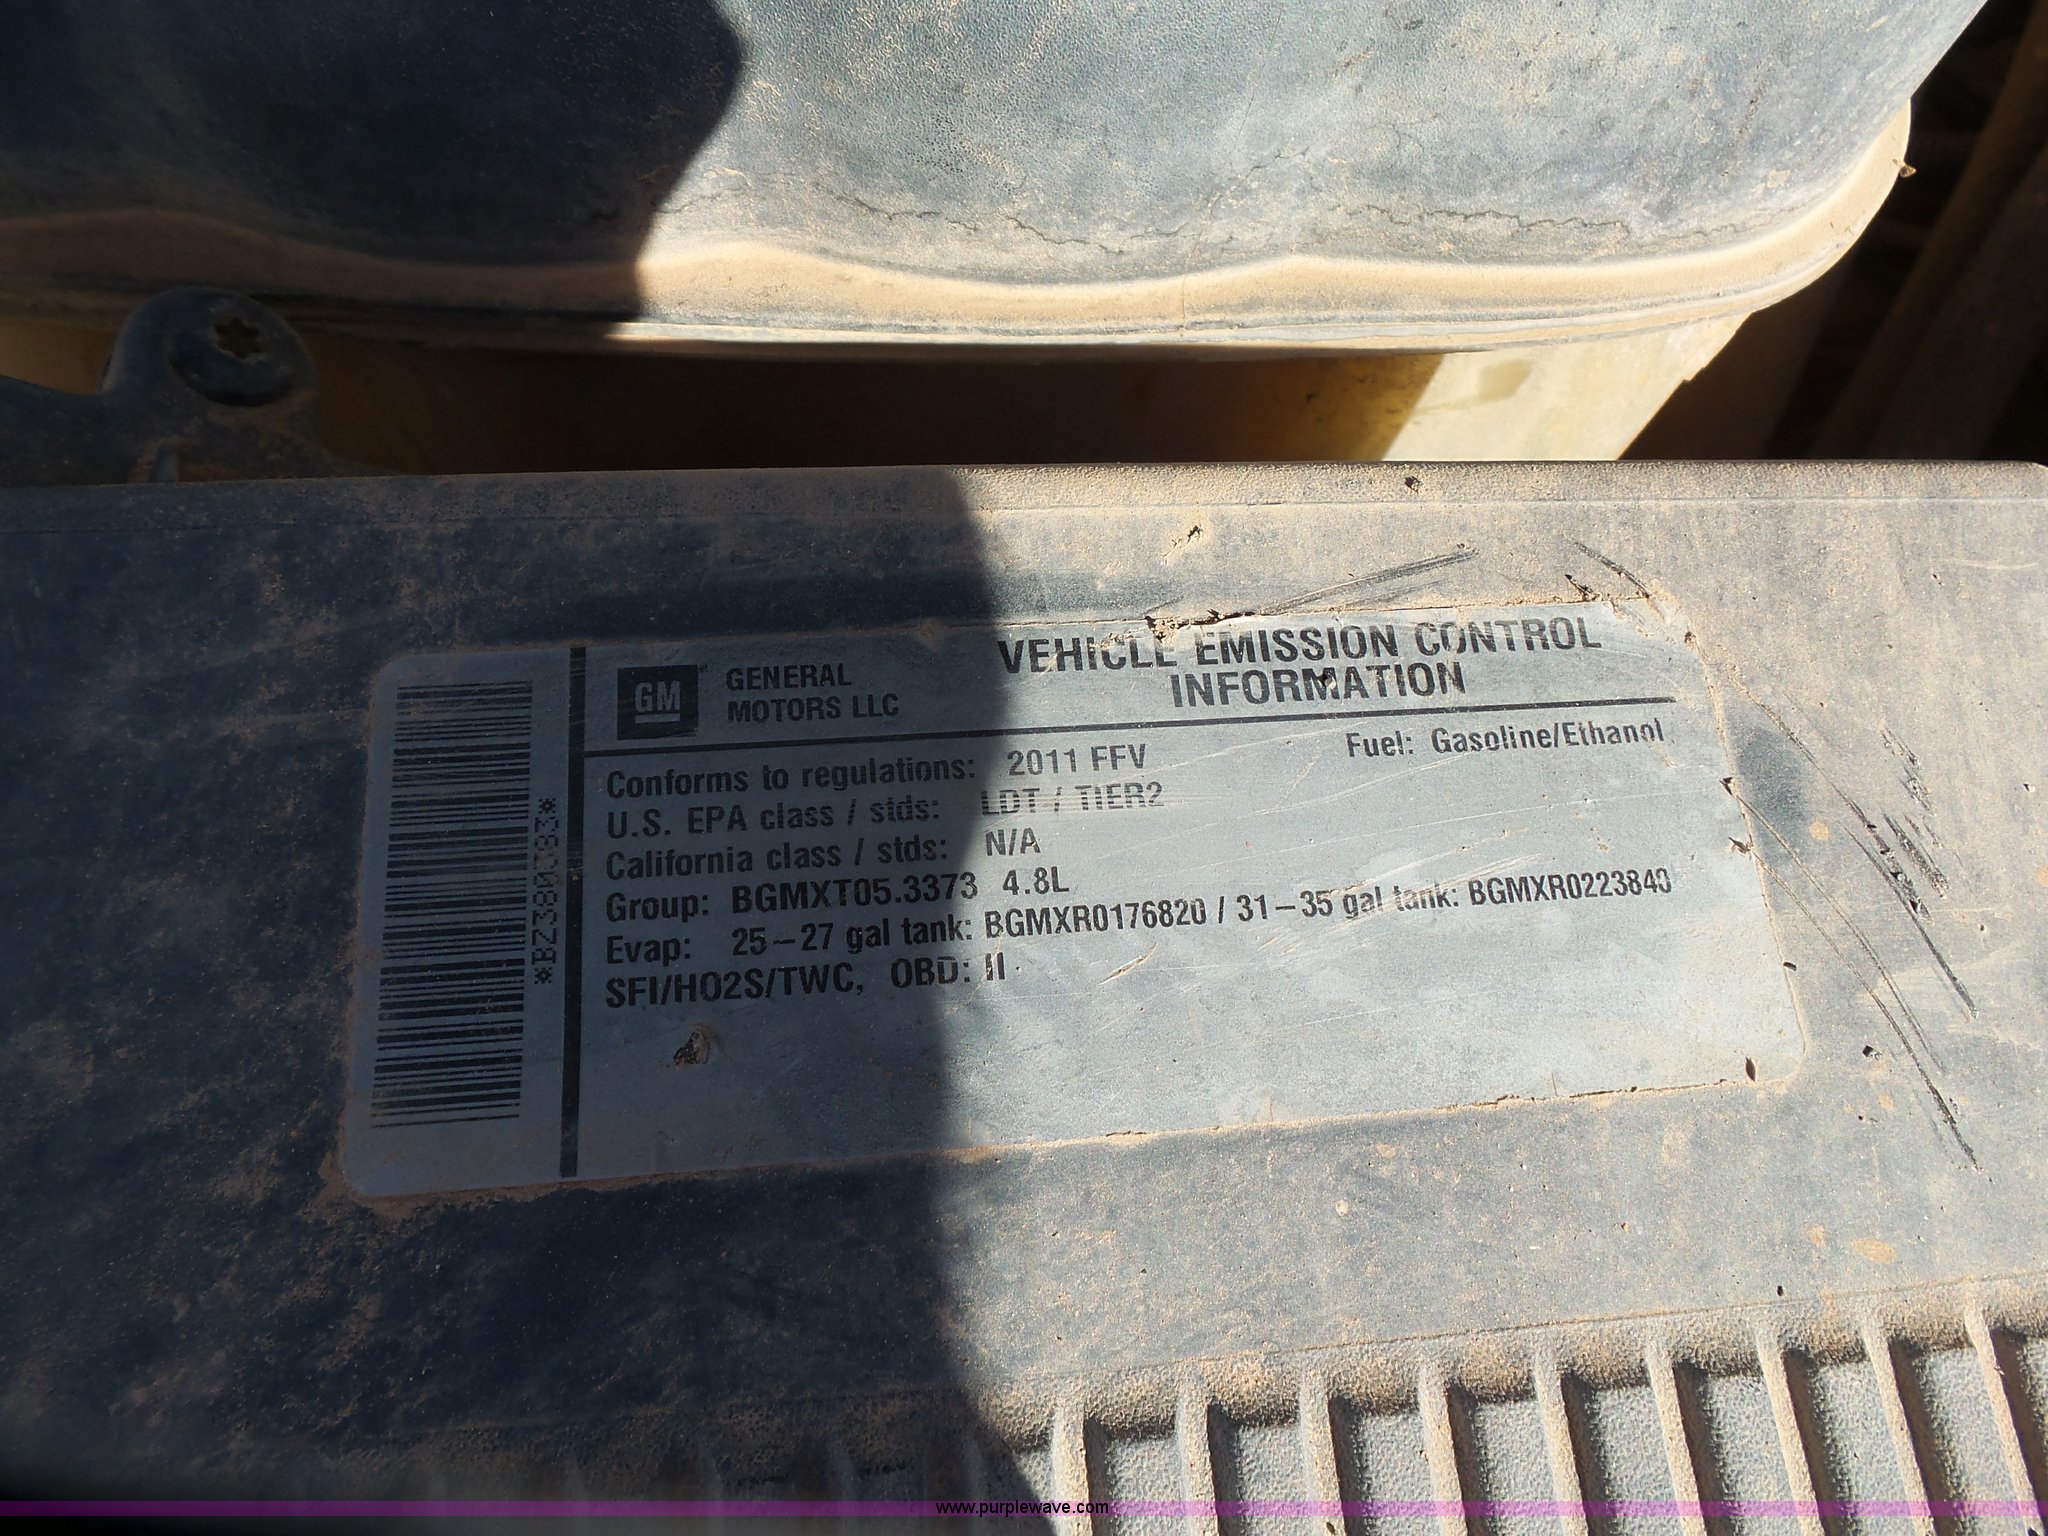 GM GENERAL MOTORS LLC
VEHICLE EMISSION CONTROL
INFORMATION
Conforms to regulations: 2011 FFV Fuel: Gasoline/Ethanol
U.S. EPA class / stds: LDT / TIER2
California class / stds: N/A
Group: BGMXT05.3373 4.8L
Evap: 25-27 gal tank: BGMXR0176820 / 31-35 gal tank: BGMXR0223840
SFI/HO2S/TWC, OBD: II
www.purplewave.com